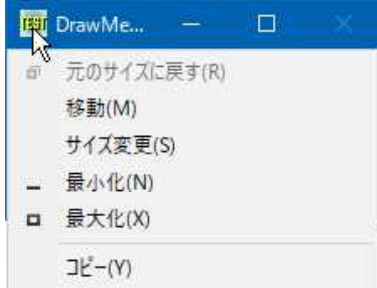 TEST DrawMe...
元のサイズに戻す(R)
移動(M)
サイズ変更(S)
最小化(N)
最大化(X)
コピー(Y)